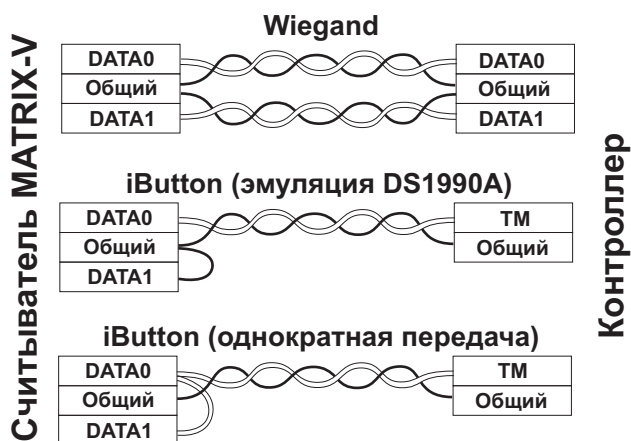 Считыватель MATRIX-V
Wiegand
DATA0 DATA0
Общий Общий
DATA1 DATA1
iButton (эмуляция DS1990A)
DATA0 TM
Общий Общий
DATA1
iButton (однократная передача)
DATA0 TM
Общий Общий
DATA1
Контроллер